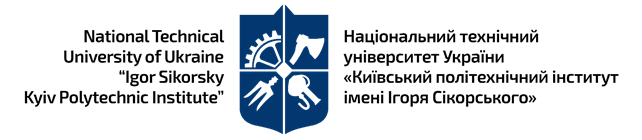 National Technical
University of Ukraine
“Igor Sikorsky
Kyiv Polytechnic Institute”
Національний технічний
університет України
«Київський політехнічний інститут
імені Ігоря Сікорського»